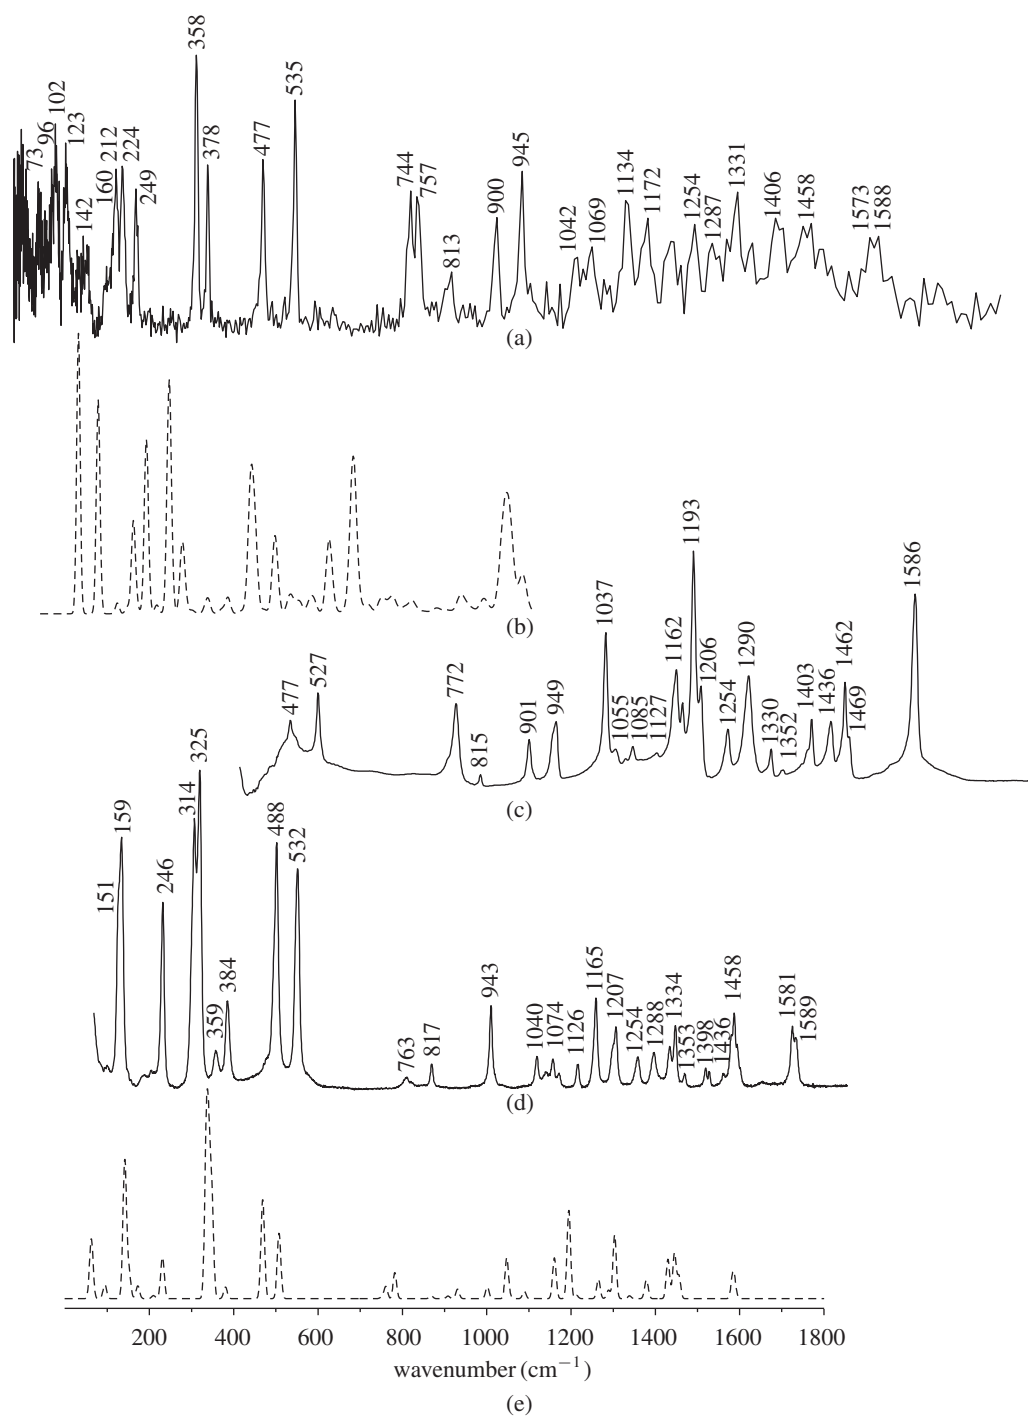 73 96 102 123 142 160 212 224 249 358 378 477 535 744 757 813 900 945 1042 1069 1134 1172 1254 1287 1331 1406 1458 1573 1588
(a)
(b)
477 527 772 815 901 949 1037 1055 1085 1127 1162 1193 1206 1254 1290 1330 1352 1403 1436 1462 1469 1586
(c)
151 159 246 314 325 359 384 488 532 763 817 943 1040 1074 1126 1165 1207 1254 1288 1334 1353 1398 1436 1458 1581 1589
(d)
200 400 600 800 1000 1200 1400 1600 1800
wavenumber (cm−1)
(e)